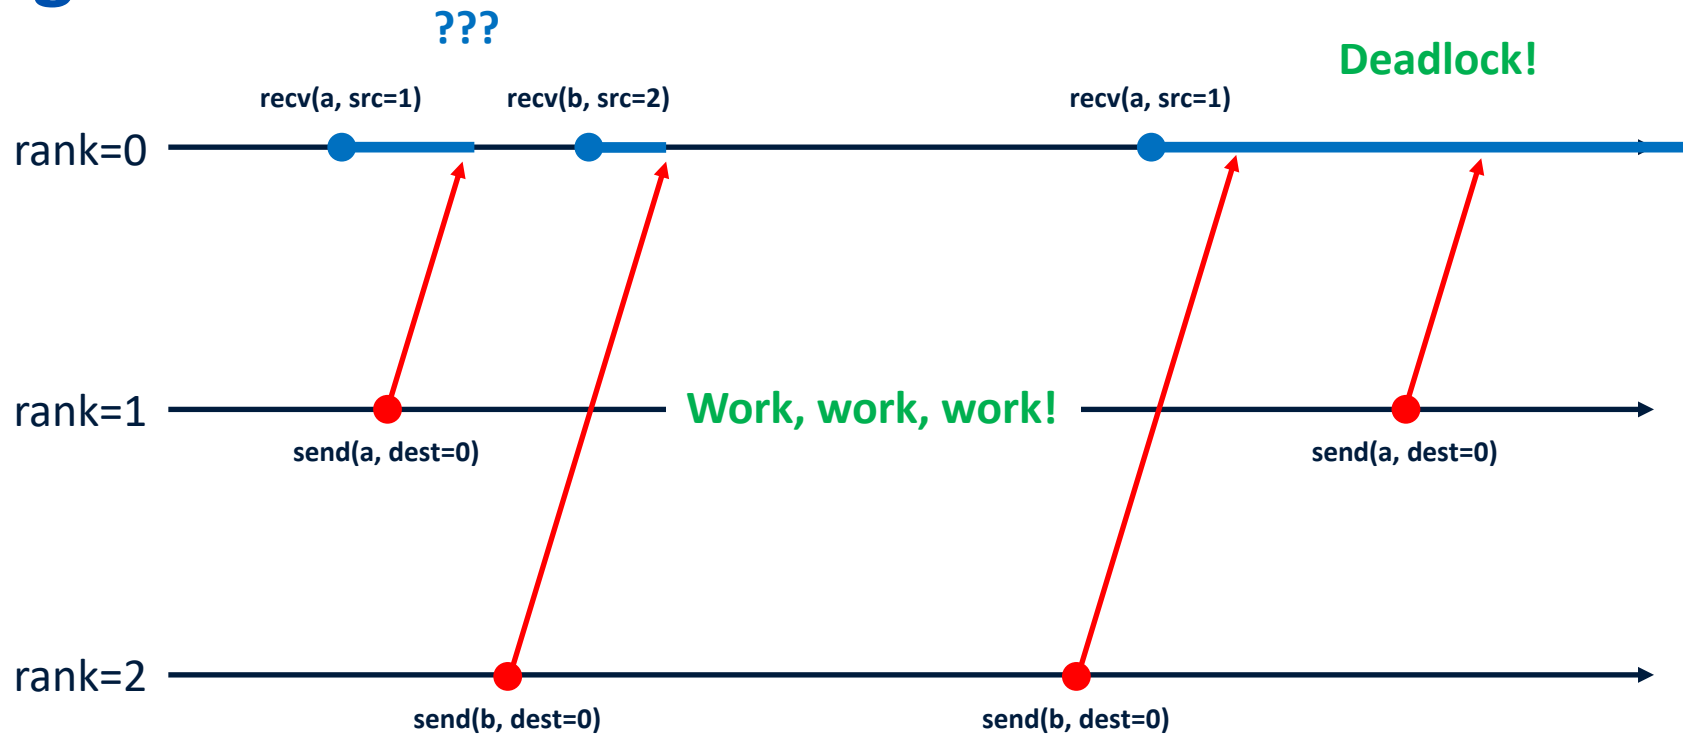 g
???
Deadlock!
recv(a, src=1)
recv(b, src=2)
recv(a, src=1)
rank=0
rank=1
Work, work, work!
send(a, dest=0)
send(a, dest=0)
rank=2
send(b, dest=0)
send(b, dest=0)